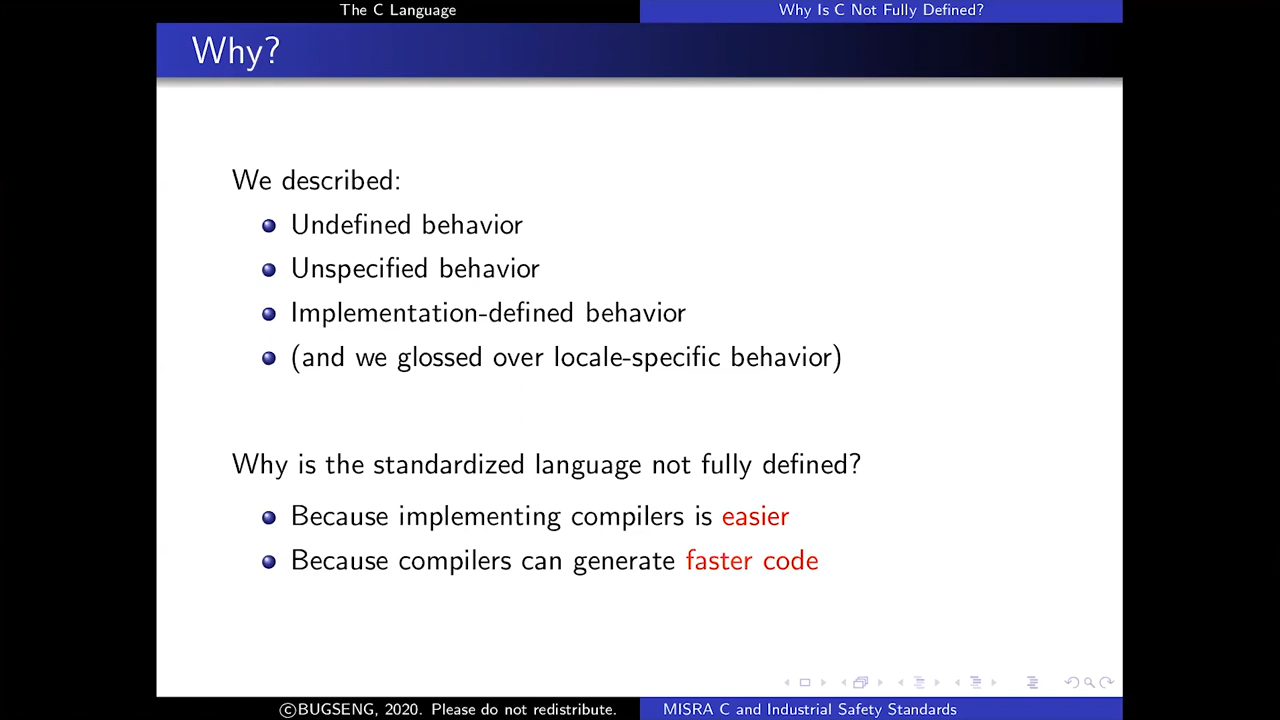 The C Language
Why Is C Not Fully Defined?
Why?
We described:
Undefined behavior
Unspecified behavior
Implementation-defined behavior
(and we glossed over locale-specific behavior)
Why is the standardized language not fully defined?
Because implementing compilers is easier
Because compilers can generate faster code
©BUGSENG, 2020. Please do not redistribute.
MISRA C and Industrial Safety Standards